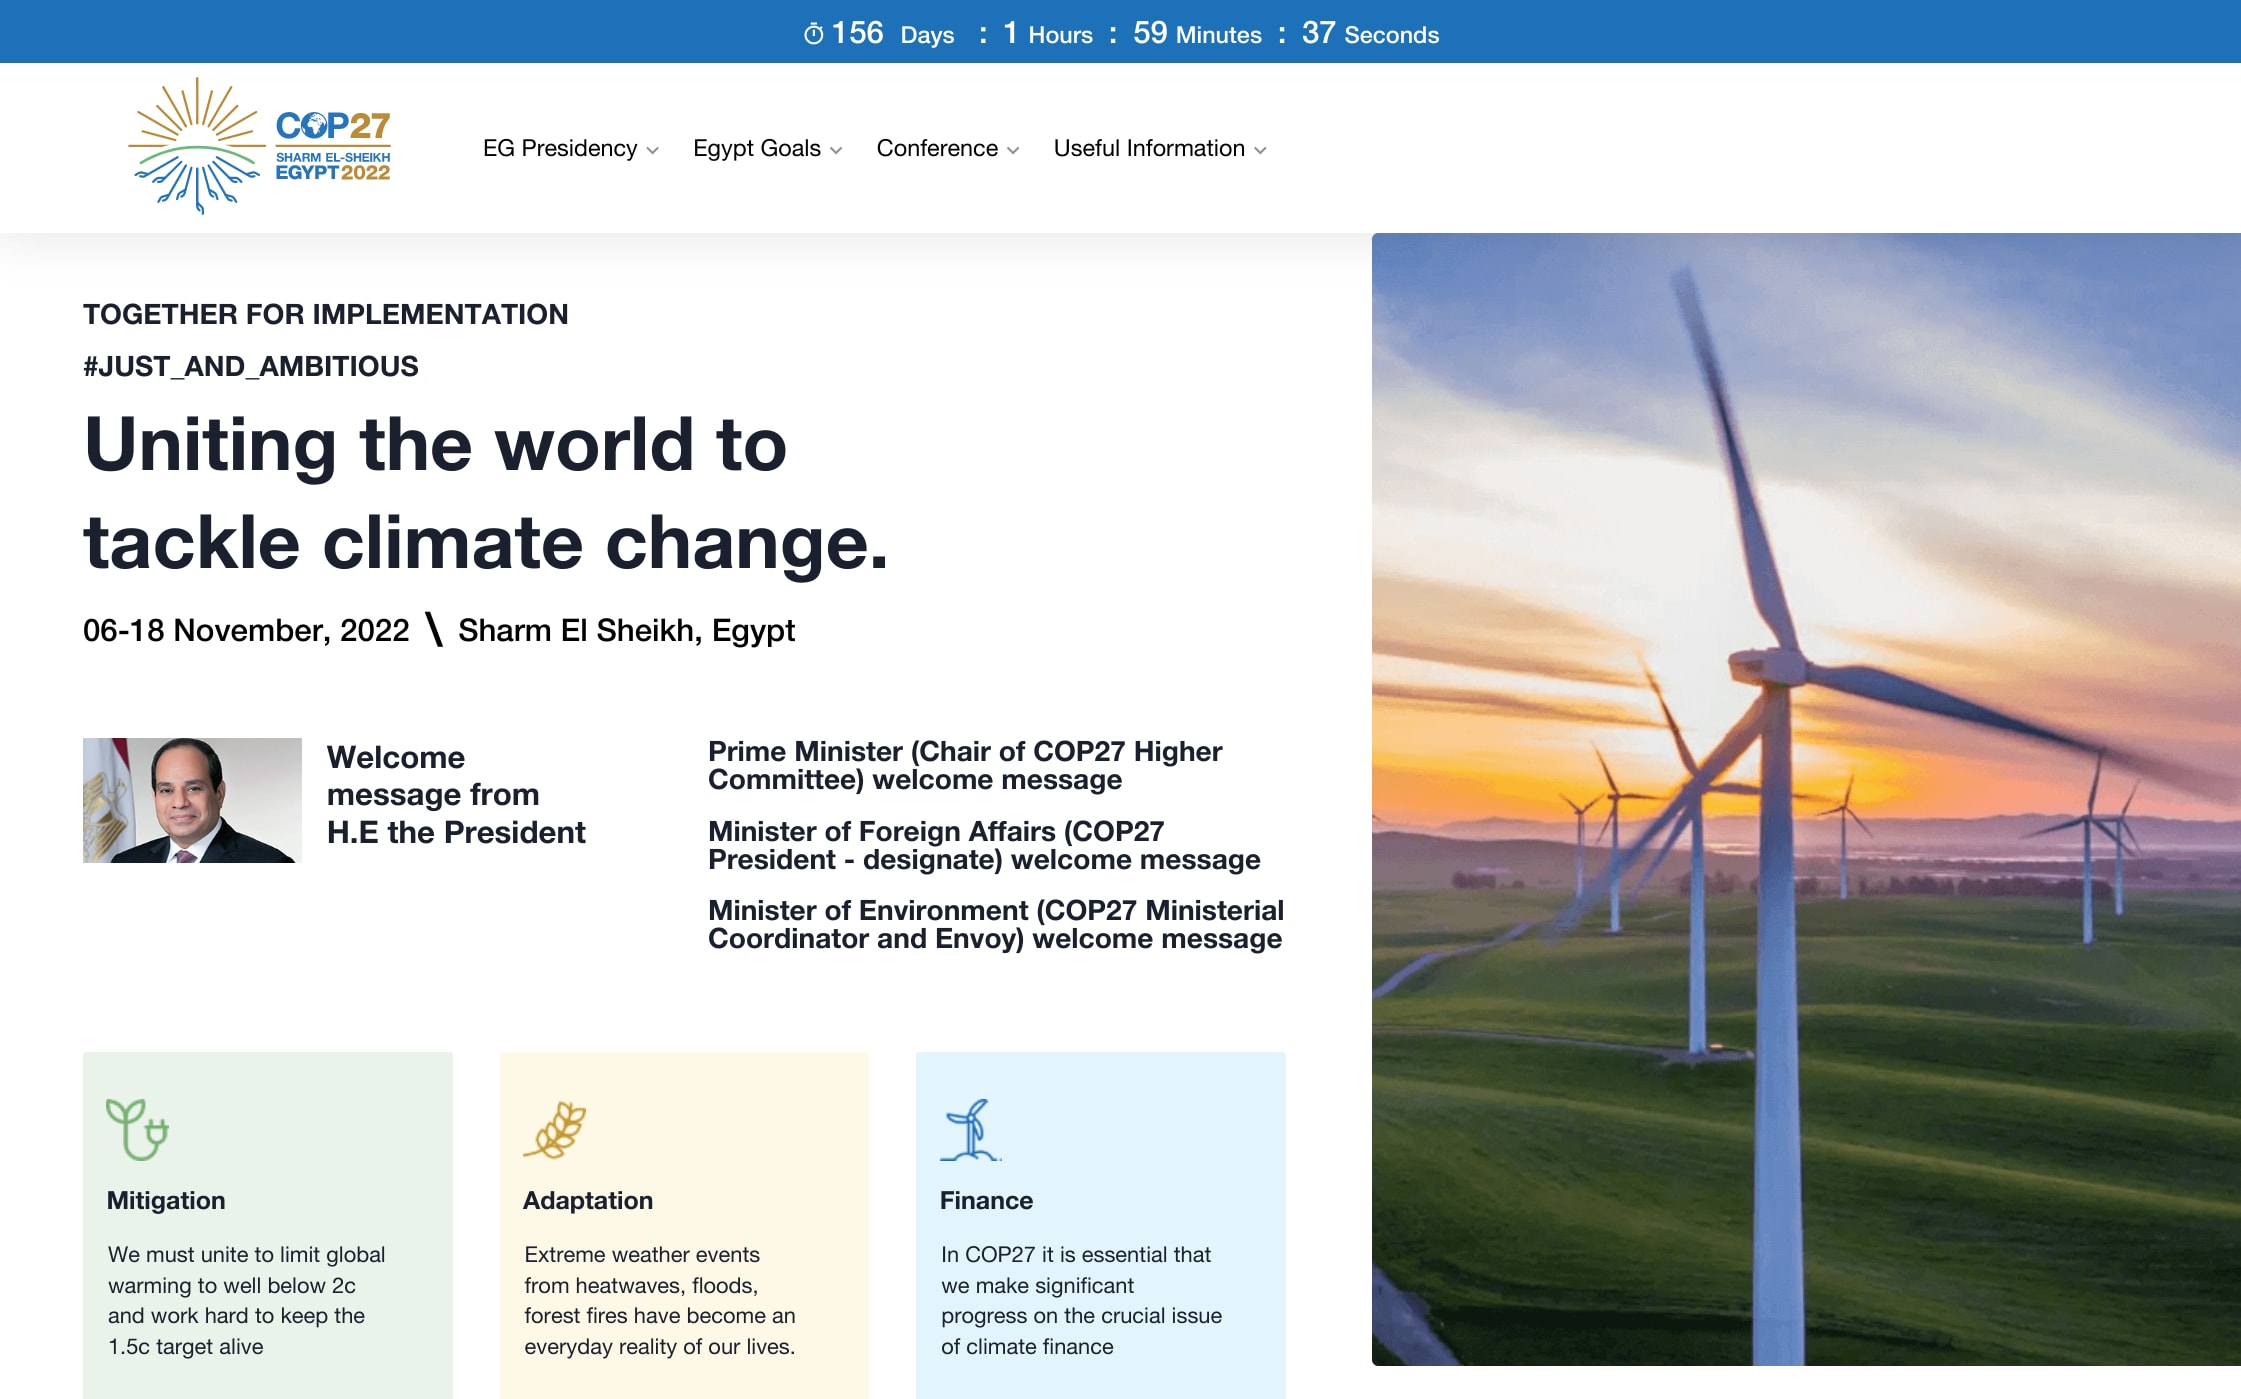 156 Days : 1 Hours : 59 Minutes : 37 Seconds
COP27
SHARM EL-SHEIKH
EGYPT2022
EG Presidency
Egypt Goals
Conference
Useful Information
TOGETHER FOR IMPLEMENTATION
#JUST_AND_AMBITIOUS
Uniting the world to
tackle climate change.
06-18 November, 2022 \ Sharm El Sheikh, Egypt
Welcome
message from
H.E the President
Prime Minister (Chair of COP27 Higher
Committee) welcome message
Minister of Foreign Affairs (COP27
President - designate) welcome message
Minister of Environment (COP27 Ministerial
Coordinator and Envoy) welcome message
Mitigation
We must unite to limit global
warming to well below 2c
and work hard to keep the
1.5c target alive
Adaptation
Extreme weather events
from heatwaves, floods,
forest fires have become an
everyday reality of our lives.
Finance
In COP27 it is essential that
we make significant
progress on the crucial issue
of climate finance